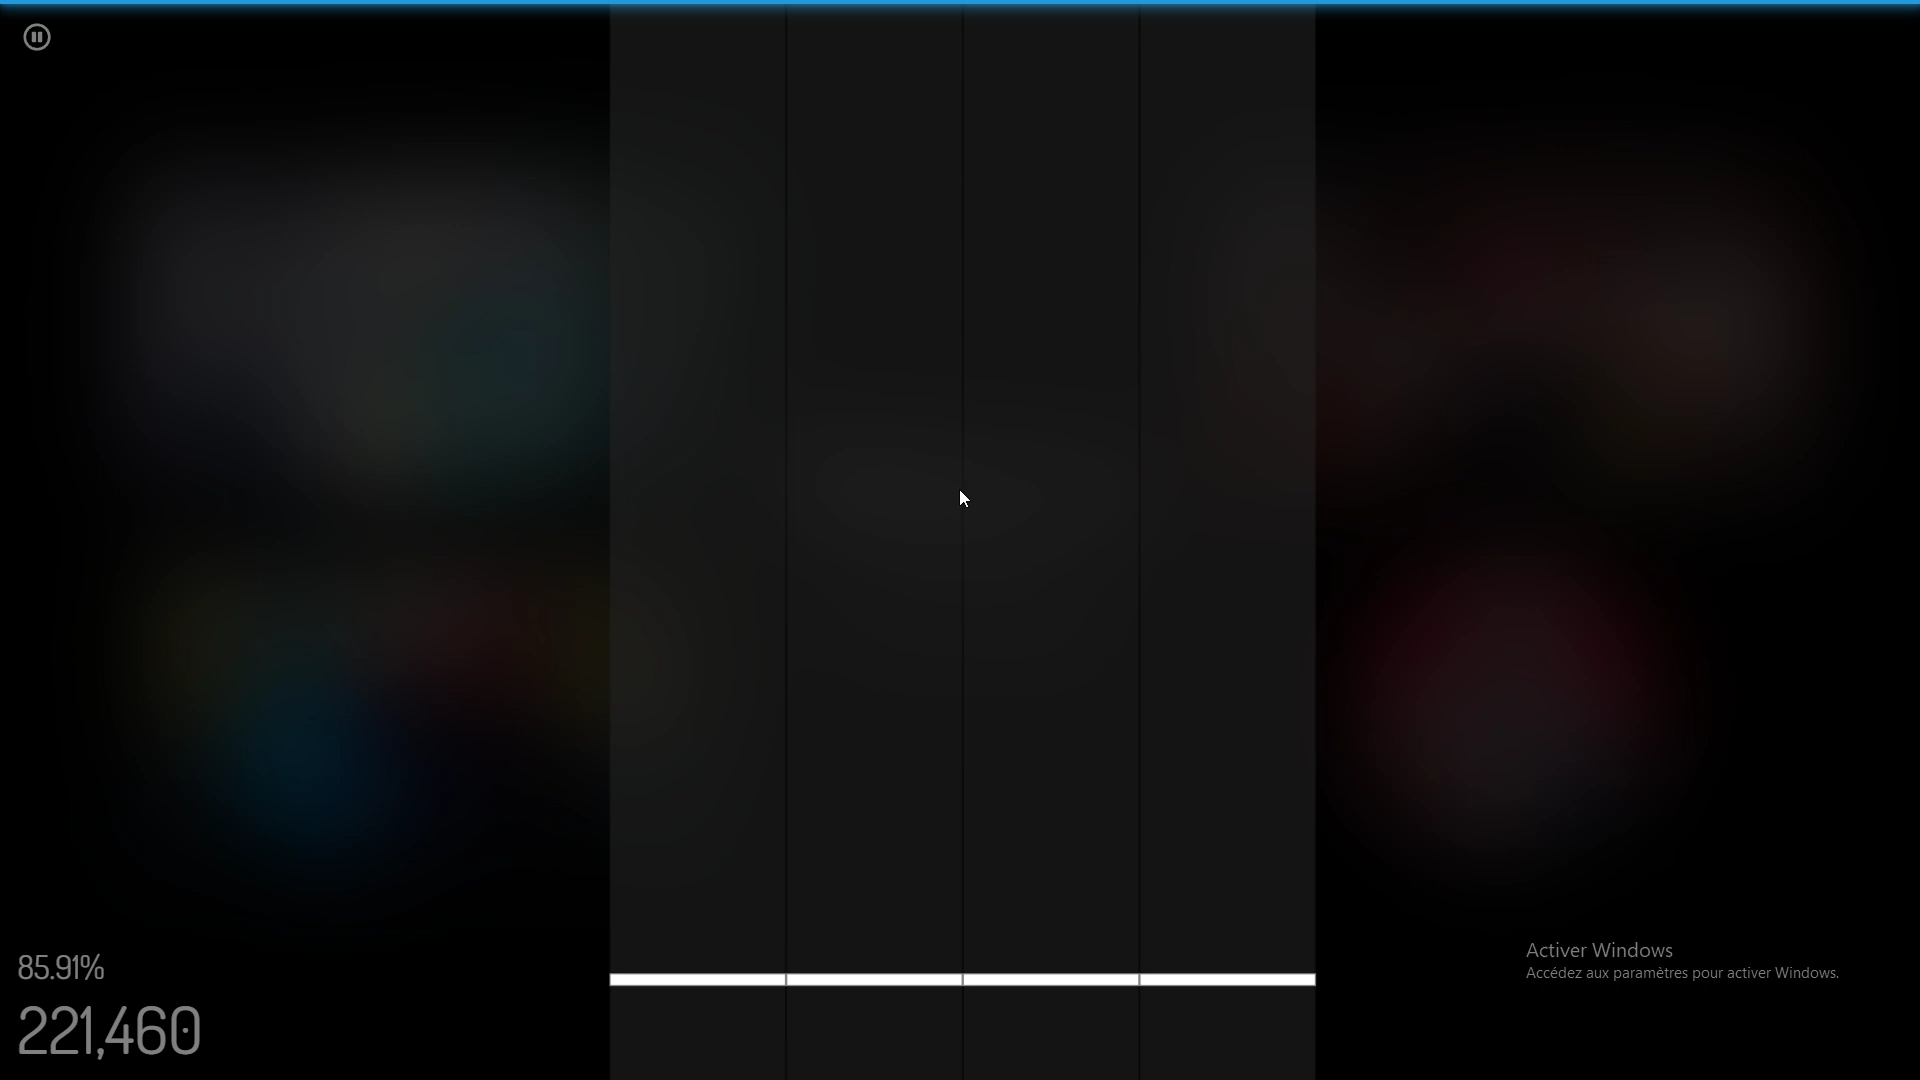 85.91%
221,460
Activer Windows
Accédez aux paramètres pour activer Windows.